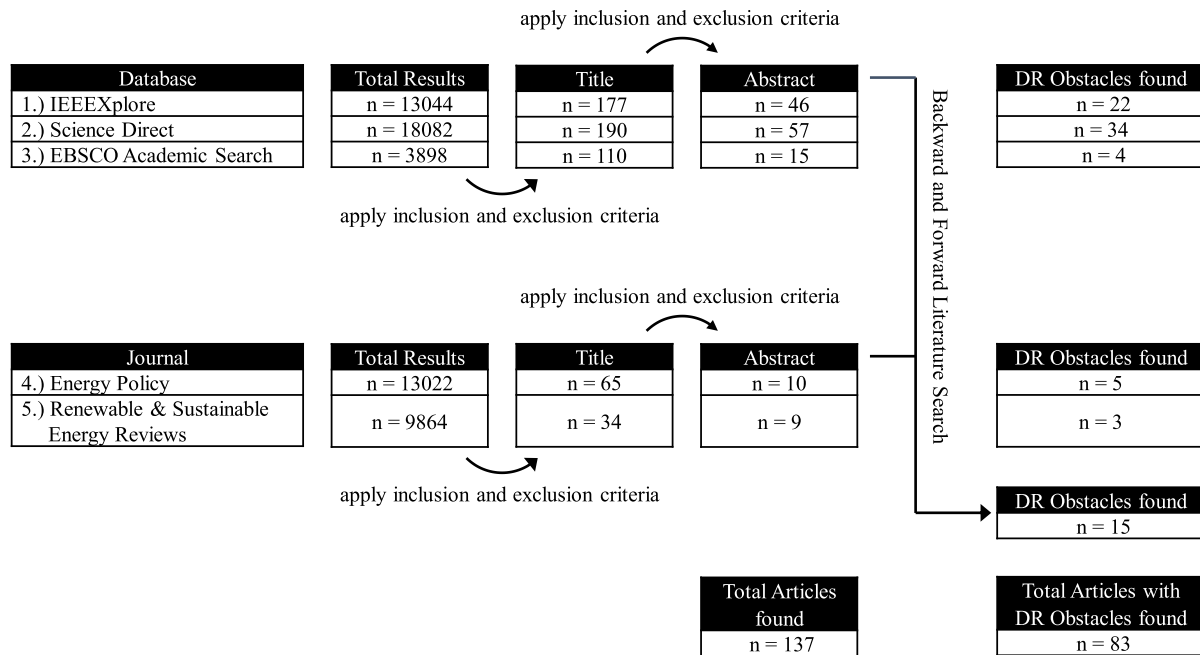 apply inclusion and exclusion criteria
Database Total Results Title Abstract DR Obstacles found
1.) IEEEXplore n = 13044 n = 177 n = 46 n = 22
2.) Science Direct n = 18082 n = 190 n = 57 n = 34
3.) EBSCO Academic Search n = 3898 n = 110 n = 15 n = 4
apply inclusion and exclusion criteria
Backward and Forward Literature Search
apply inclusion and exclusion criteria
Journal Total Results Title Abstract DR Obstacles found
4.) Energy Policy n = 13022 n = 65 n = 10 n = 5
5.) Renewable & Sustainable
Energy Reviews n = 9864 n = 34 n = 9 n = 3
apply inclusion and exclusion criteria
DR Obstacles found
n = 15
Total Articles
found
n = 137
Total Articles with
DR Obstacles found
n = 83